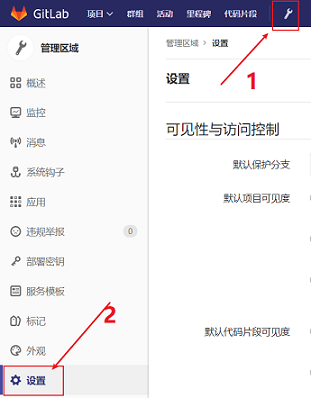 GitLab 项目 群组 活动 里程碑 代码片段
管理区域
管理区域 > 设置
设置
1
概述
监控
消息
系统钩子
应用
违规举报 0
部署密钥
服务模板
标记
外观
设置
2
可见性与访问控制
默认保护分支
默认项目可见度
默认代码片段可见度